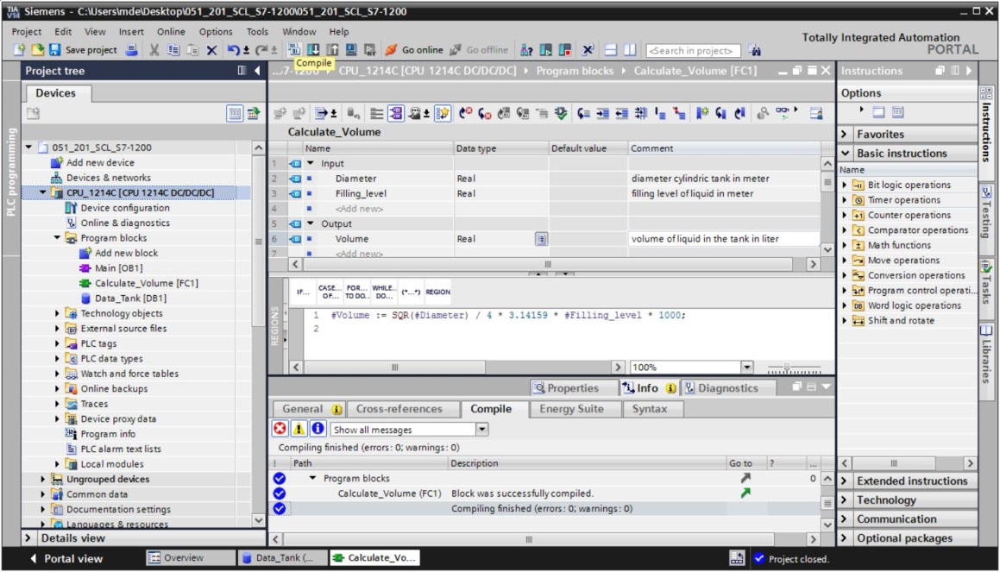 TIA V14 Siemens - C:\Users\mde\Desktop\051_201_SCL_S7-1200\051_201_SCL_S7-1200
Project Edit View Insert Online Options Tools Window Help
Totally Integrated Automation
PORTAL
Save project Go online Go offline <Search in project>
Compile
Project tree
Devices
PLC programming
051_201_SCL_S7-1200
Add new device
Devices & networks
CPU_1214C [CPU 1214C DC/DC/DC]
Device configuration
Online & diagnostics
Program blocks
Add new block
Main [OB1]
Calculate_Volume [FC1]
Data_Tank [DB1]
Technology objects
External source files
PLC tags
PLC data types
Watch and force tables
Online backups
Traces
Device proxy data
Program info
PLC alarm text lists
Local modules
Ungrouped devices
Common data
Documentation settings
Languages & resources
Details view
...7-1200 CPU_1214C [CPU 1214C DC/DC/DC] Program blocks Calculate_Volume [FC1]
Calculate_Volume
Name Data type Default value Comment
1 Input
2 Diameter Real diameter cylindric tank in meter
3 Filling_level Real filling level of liquid in meter
4 <Add new>
5 Output
6 Volume Real volume of liquid in the tank in liter
7 <Add new>
IF... CASE... OF... FOR... TO DO.. WHILE.. DO... (*...*) REGION
REGIONS
1 #Volume := SQR(#Diameter) / 4 * 3.14159 * #Filling_level * 1000;
2
100%
Properties Info Diagnostics
General Cross-references Compile Energy Suite Syntax
Show all messages
Compiling finished (errors: 0; warnings: 0)
! Path Description Go to ? ...
Program blocks 0
Calculate_Volume (FC1) Block was successfully compiled.
Compiling finished (errors: 0; warnings: 0)
Instructions
Options
Favorites
Basic instructions
Name
Bit logic operations
Timer operations
Counter operations
Comparator operations
Math functions
Move operations
Conversion operations
Program control operati...
Word logic operations
Shift and rotate
Extended instructions
Technology
Communication
Optional packages
Instructions
Testing
Tasks
Libraries
Portal view Overview Data_Tank (... Calculate_Vo... Project closed.